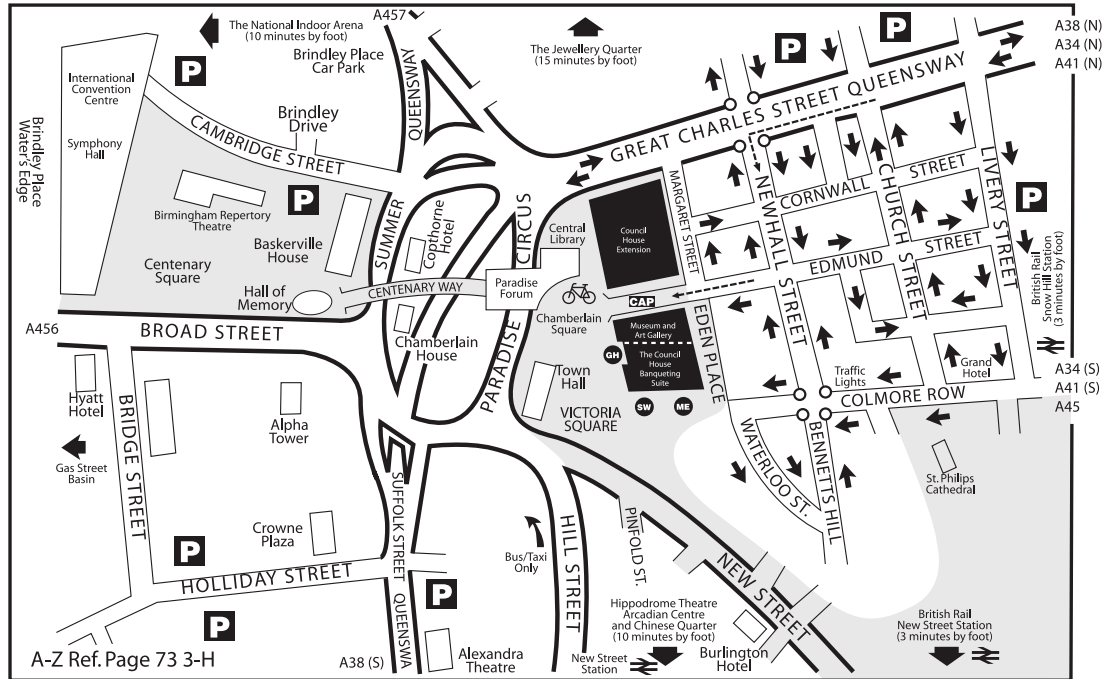 A457
The National Indoor Arena
(10 minutes by foot)
Brindley Place
Car Park
The Jewellery Quarter
(15 minutes by foot)
P
P
P
A38 (N)
A34 (N)
A41 (N)
International
Convention
Centre
Symphony
Hall
Brindley Place
Water's Edge
Brindley
Drive
QUEENSWAY
GREAT CHARLES STREET QUEENSWAY
CAMBRIDGE STREET
Birmingham Repertory
Theatre
P
Baskerville
House
Centenary
Square
Hall of
Memory
SUMMER
Copthorne
Hotel
CENTENARY WAY
Chamberlain
House
PARADISE CIRCUS
Paradise
Forum
Central
Library
Council
House
Extension
MARGARET STREET
NEWHALL STREET
CORNWALL STREET
CHURCH STREET
LIVERY STREET
P
EDMUND STREET
British Rail
Snow Hill Station
(3 minutes by foot)
CAP
Chamberlain
Square
Museum and
Art Gallery
GH
The Council
House
Banqueting
Suite
SW
ME
EDEN PLACE
Town
Hall
VICTORIA
SQUARE
Traffic
Lights
Grand
Hotel
COLMORE ROW
A34 (S)
A41 (S)
A45
A456
BROAD STREET
Hyatt
Hotel
BRIDGE STREET
Gas Street
Basin
Alpha
Tower
Crowne
Plaza
P
HOLLIDAY STREET
P
P
SUFFOLK STREET QUEENSWA
Bus/Taxi
Only
HILL STREET
PINFOLD ST.
NEW STREET
WATERLOO ST.
BENNETTS HILL
St. Philips
Cathedral
A-Z Ref. Page 73 3-H
A38 (S)
Alexandra
Theatre
New Street
Station
Hippodrome Theatre
Arcadian Centre
and Chinese Quarter
(10 minutes by foot)
Burlington
Hotel
British Rail
New Street Station
(3 minutes by foot)